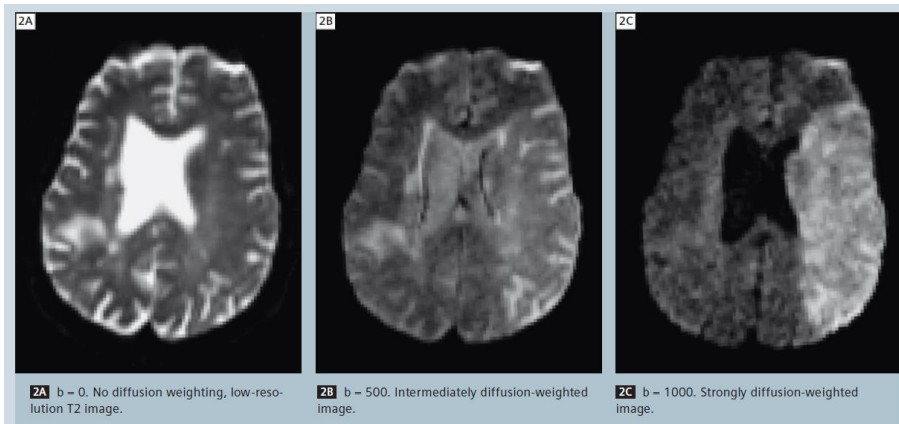 2A
2B
2C
2A b = 0. No diffusion weighting, low-reso-
lution T2 image.
2B b = 500. Intermediately diffusion-weighted
image.
2C b = 1000. Strongly diffusion-weighted
image.